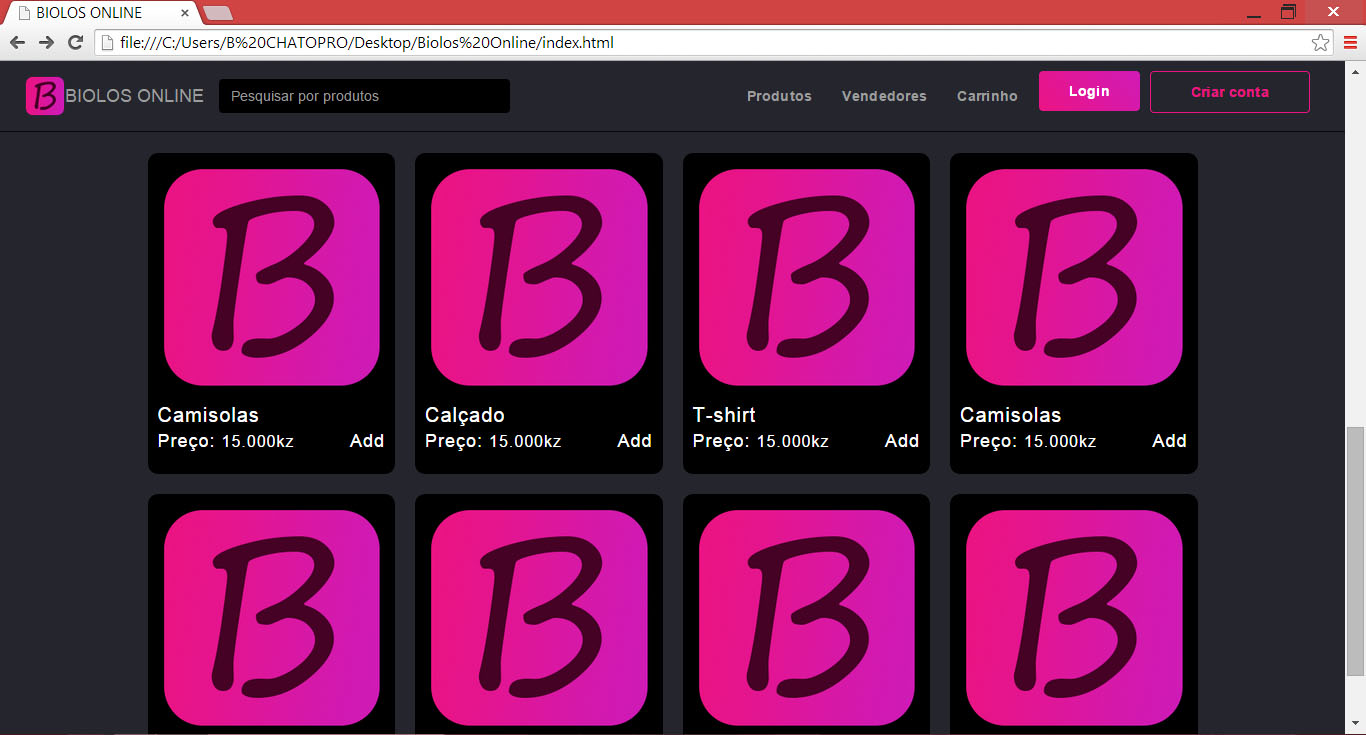 BIOLOS ONLINE
file:///C:/Users/B%20CHATOPRO/Desktop/Biolos%20Online/index.html
B BIOLOS ONLINE Pesquisar por produtos Produtos Vendedores Carrinho Login Criar conta
B B B B
Camisolas Calçado T-shirt Camisolas
Preço: 15.000kz Add Preço: 15.000kz Add Preço: 15.000kz Add Preço: 15.000kz Add
B B B B